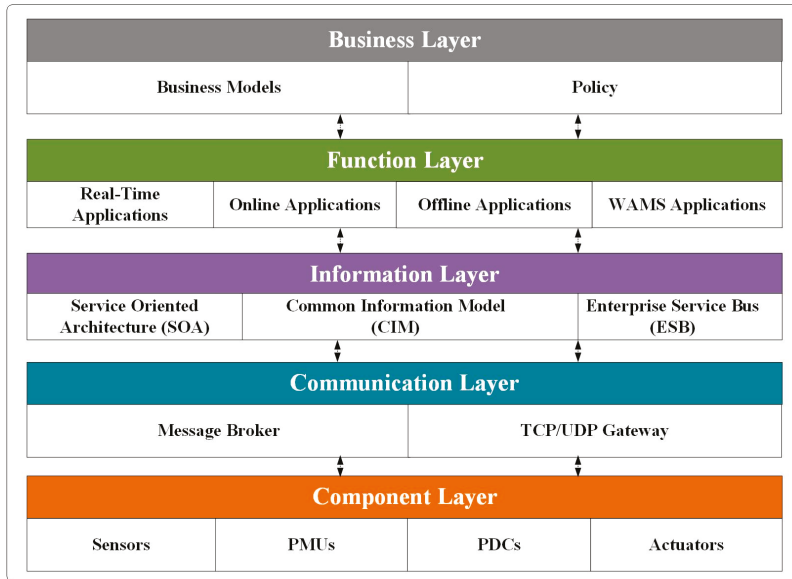 Business Layer
Business Models
Policy
Function Layer
Real-Time
Applications
Online Applications
Offline Applications
WAMS Applications
Information Layer
Service Oriented
Architecture (SOA)
Common Information Model
(CIM)
Enterprise Service Bus
(ESB)
Communication Layer
Message Broker
TCP/UDP Gateway
Component Layer
Sensors
PMUs
PDCs
Actuators